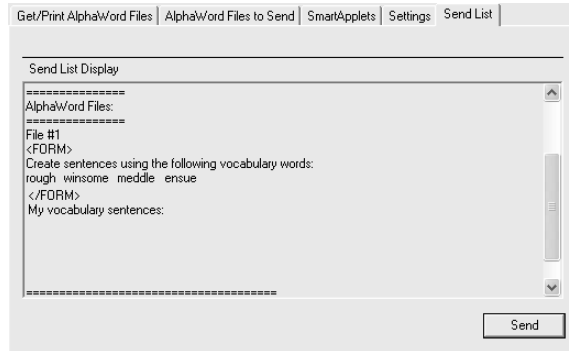 Get/Print AlphaWord Files AlphaWord Files to Send SmartApplets Settings Send List
Send List Display
===============
AlphaWord Files:
===============
File #1
<FORM>
Create sentences using the following vocabulary words:
rough winsome meddle ensue
</FORM>
My vocabulary sentences:
======================================
Send